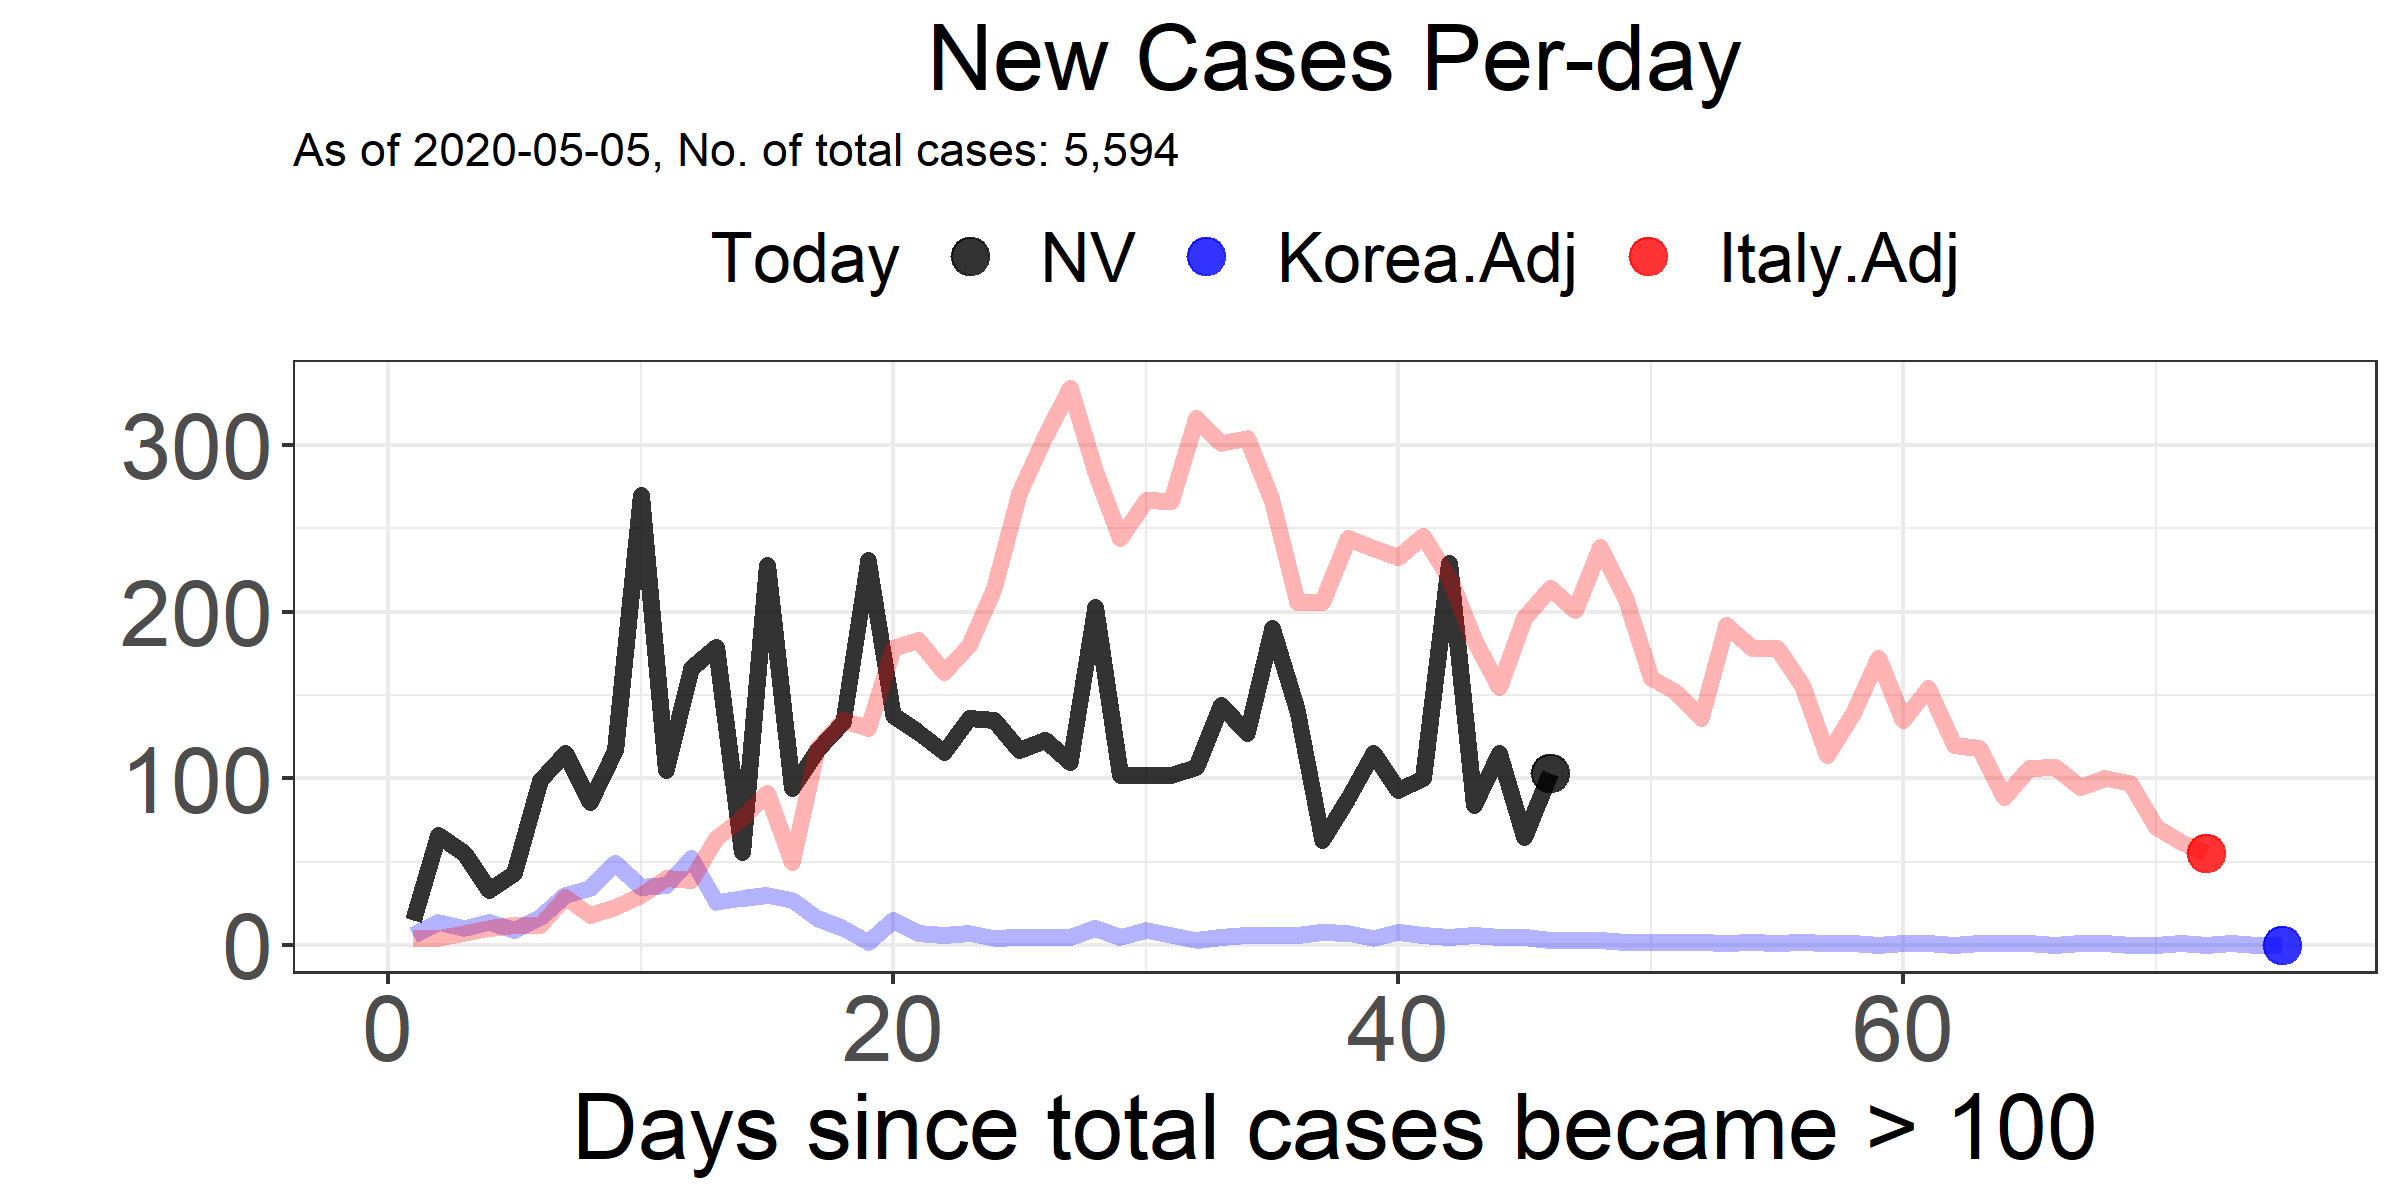 New Cases Per-day
As of 2020-05-05, No. of total cases: 5,594
Today NV Korea.Adj Italy.Adj
300
200
100
0
0 20 40 60
Days since total cases became > 100